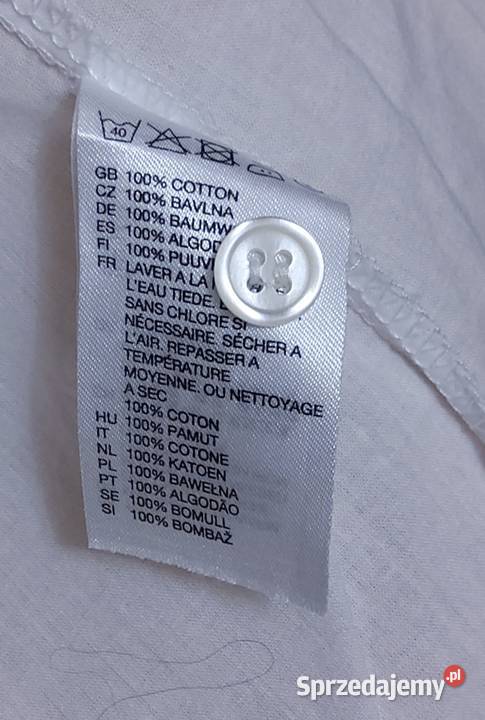 40
GB 100% COTTON
CZ 100% BAVLNA
DE 100% BAUMW
ES 100% ALGOD
FI 100% PUUV
FR LAVER A LA
L'EAU TIEDE.
SANS CHLORE SI
NÉCESSAIRE. SÉCHER A
L'AIR. REPASSER A
TEMPÉRATURE
MOYENNE. OU NETTOYAGE
A SEC
100% COTON
HU 100% PAMUT
IT 100% COTONE
NL 100% KATOEN
PL 100% BAWEŁNA
PT 100% ALGODÃO
SE 100% BOMULL
SI 100% BOMBAŽ
Sprzedajemy.pl